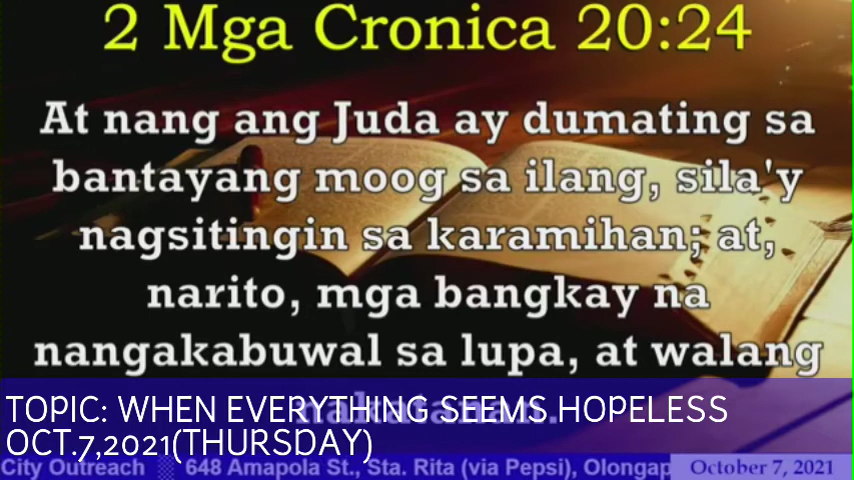 2 Mga Cronica 20:24
At nang ang Juda ay dumating sa
bantayang moog sa ilang, sila'y
nagsitingin sa karamihan; at,
narito, mga bangkay na
nangakabuwal sa lupa, at walang
TOPIC: WHEN EVERYTHING SEEMS HOPELESS
OCT.7,2021(THURSDAY)
City Outreach 648 Amapola St., Sta. Rita (via Pepsi), Olongap October 7, 2021